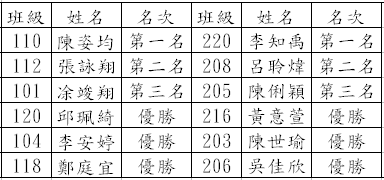 班級 姓名 名次 班級 姓名 名次
110 陳姿均 第一名 220 李知禹 第一名
112 張詠翔 第二名 208 呂聆煒 第二名
101 凃竣翔 第三名 205 陳俐穎 第三名
120 邱珮綺 優勝 216 黃意萱 優勝
104 李安婷 優勝 203 陳世瑜 優勝
118 鄭庭宜 優勝 206 吳佳欣 優勝